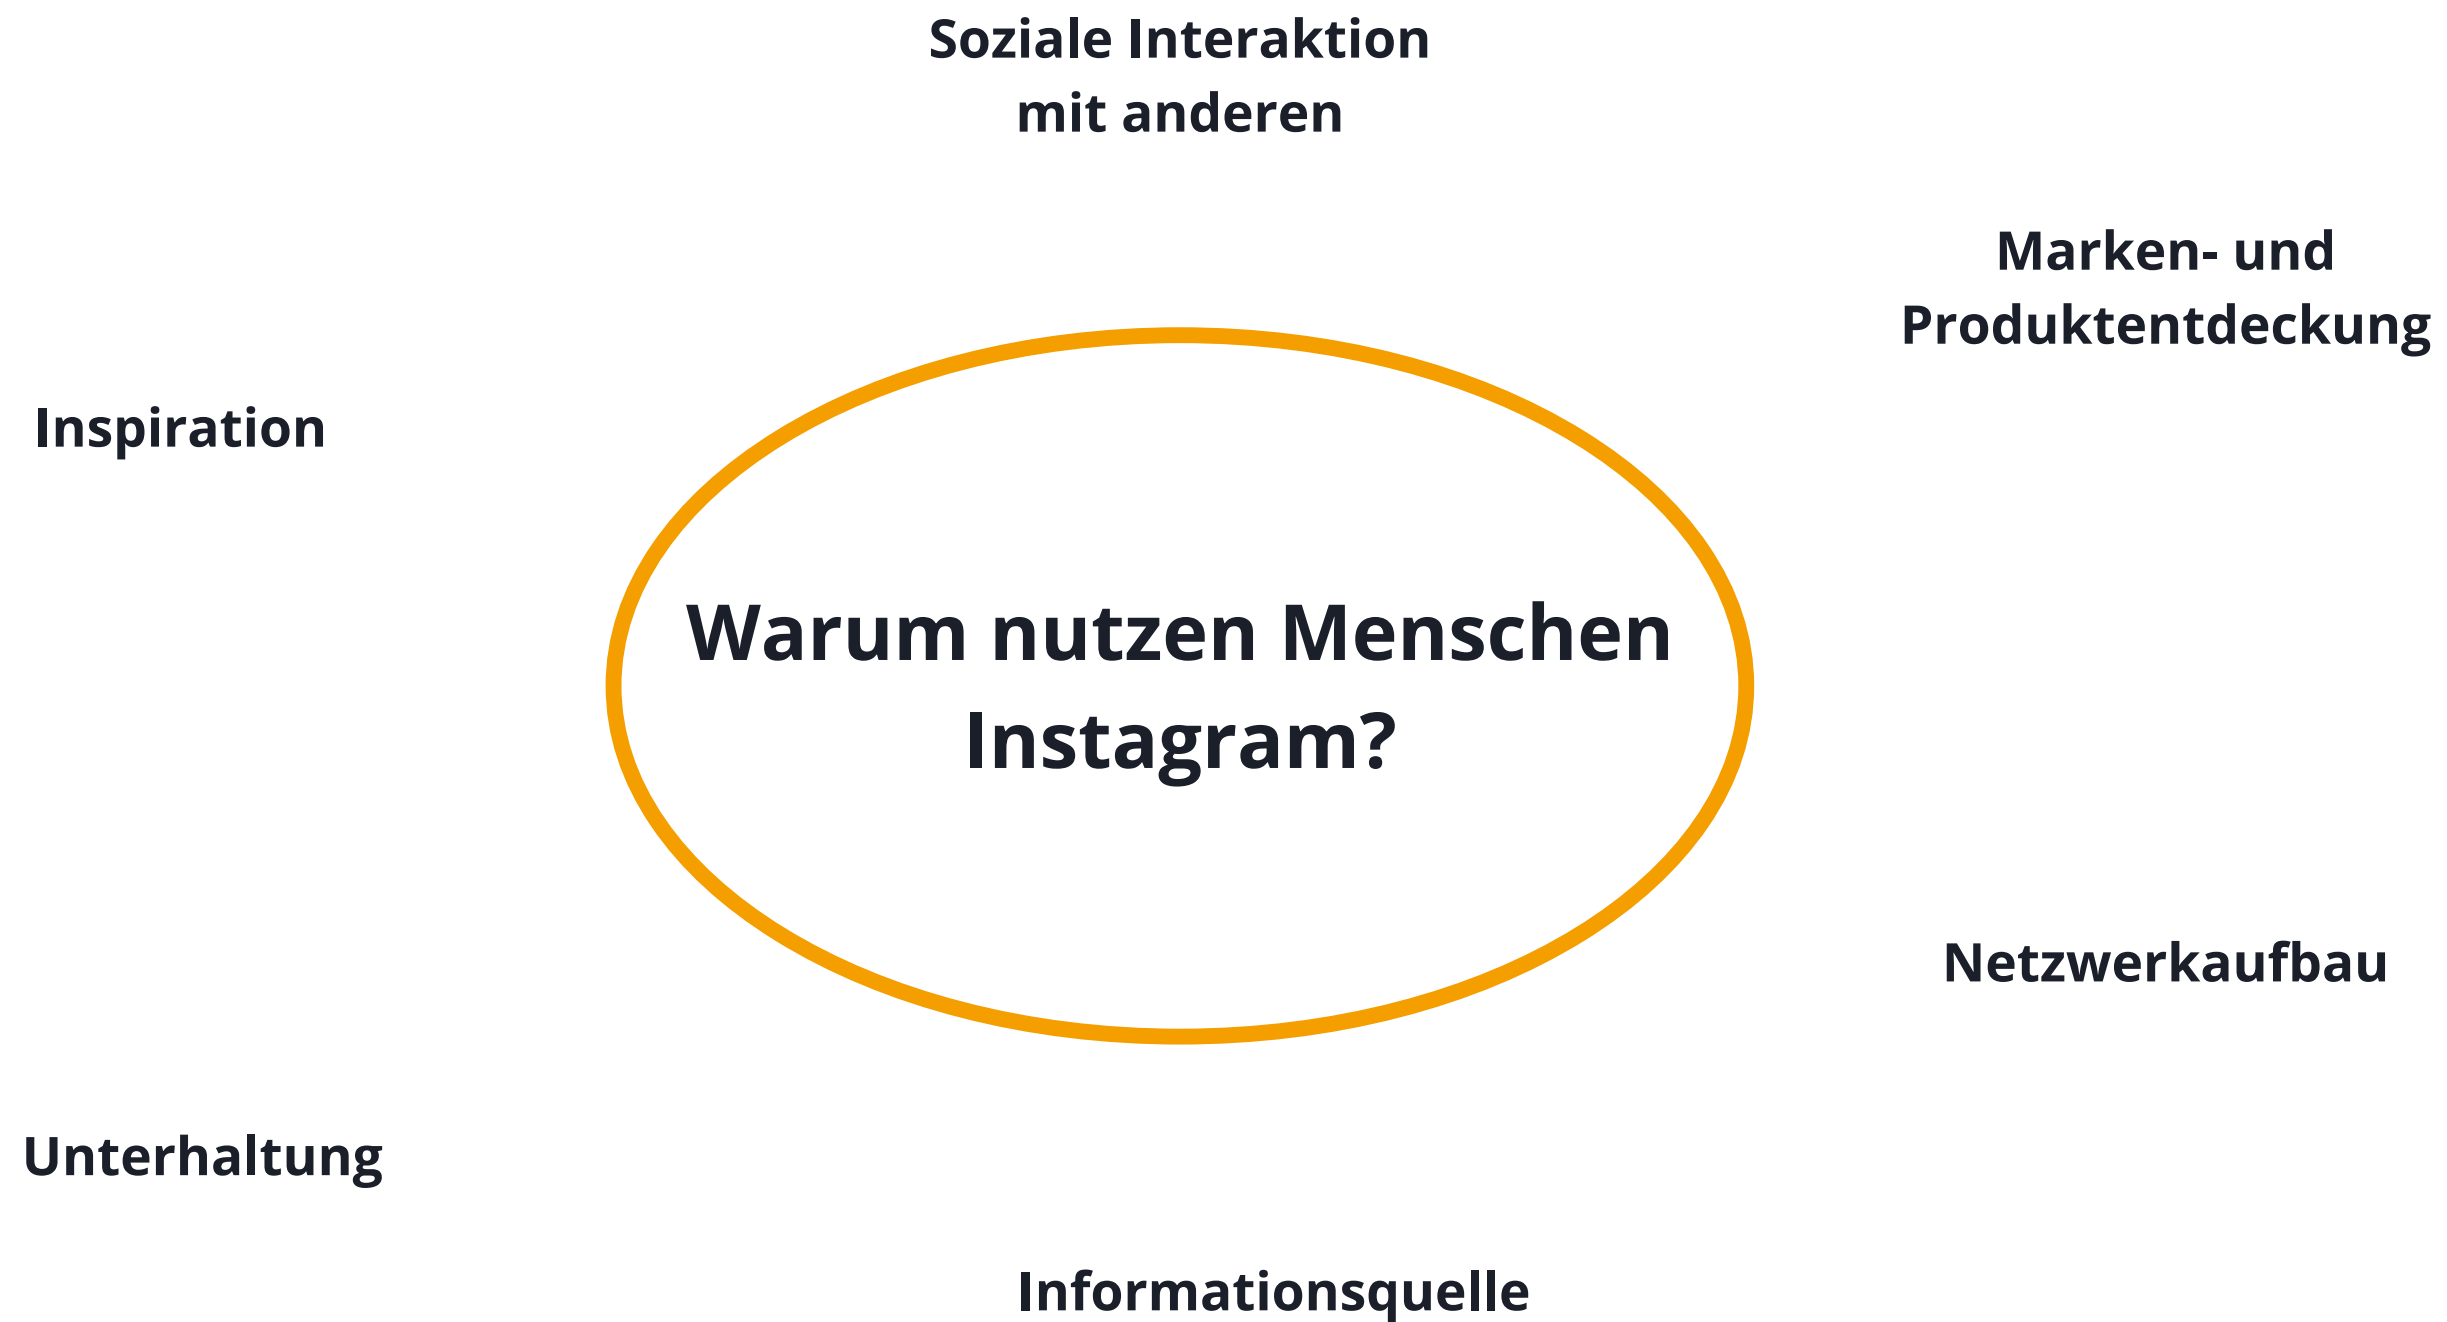 Soziale Interaktion
mit anderen
Marken- und
Produktentdeckung
Inspiration
Warum nutzen Menschen
Instagram?
Netzwerkaufbau
Unterhaltung
Informationsquelle